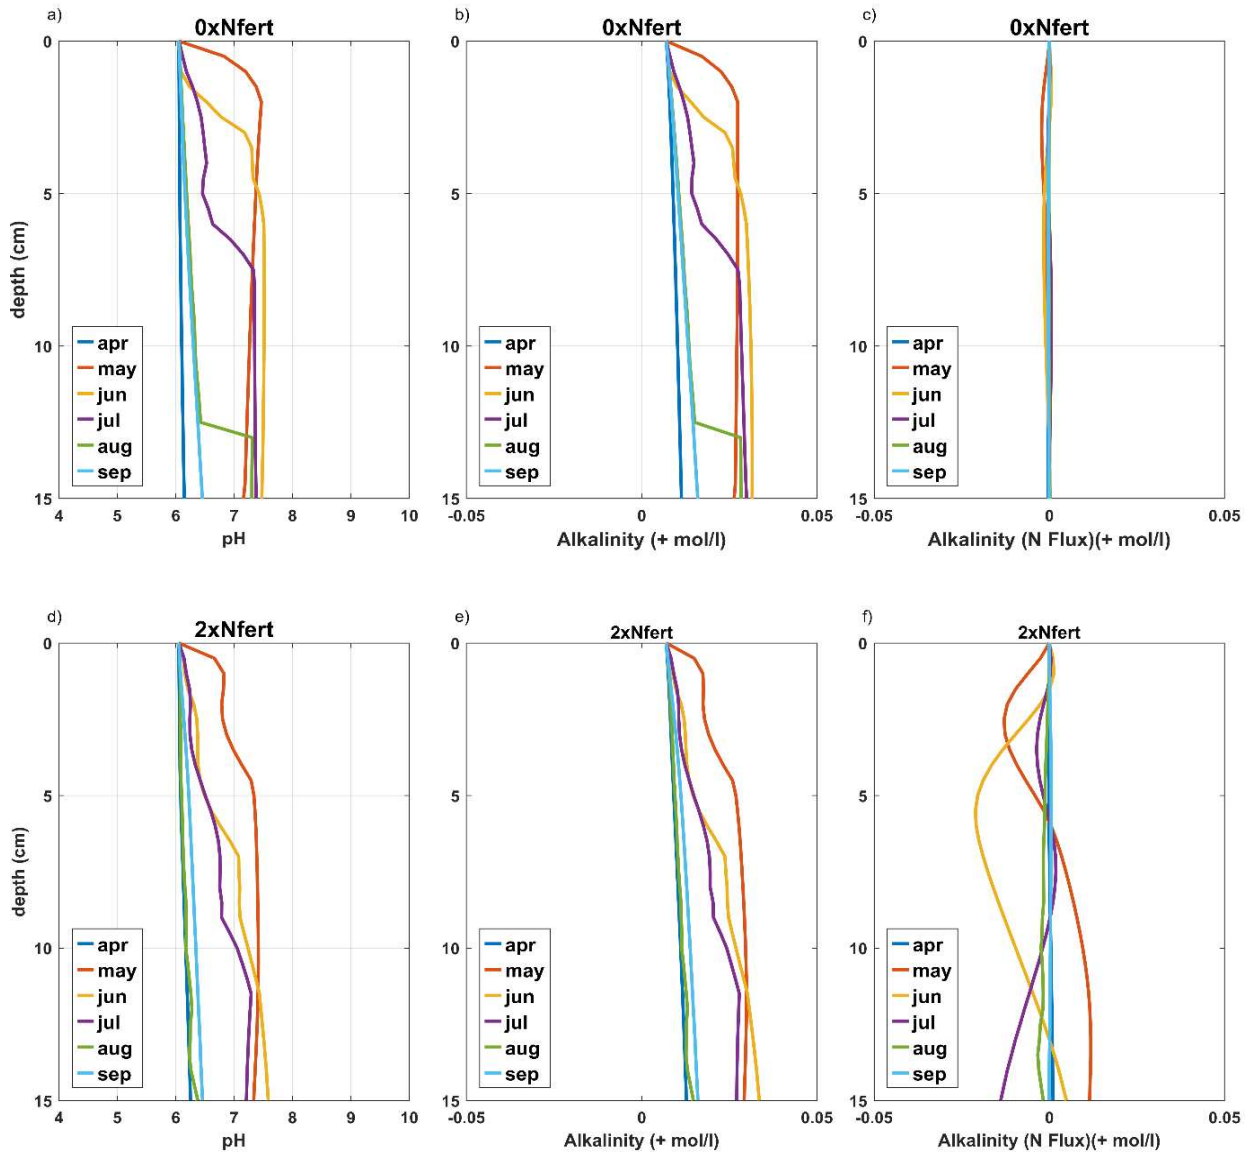 a)
0xNfert
0
5
10
15
depth (cm)
apr
may
jun
jul
aug
sep
4
5
6
7
8
9
10
pH
b)
0xNfert
0
5
10
15
apr
may
jun
jul
aug
sep
-0.05
0
0.05
Alkalinity (+ mol/l)
c)
0xNfert
0
5
10
15
apr
may
jun
jul
aug
sep
-0.05
0
0.05
Alkalinity (N Flux)(+ mol/l)
d)
2xNfert
0
5
10
15
depth (cm)
apr
may
jun
jul
aug
sep
4
5
6
7
8
9
10
pH
e)
2xNfert
0
5
10
15
apr
may
jun
jul
aug
sep
-0.05
0
0.05
Alkalinity (+ mol/l)
f)
2xNfert
0
5
10
15
apr
may
jun
jul
aug
sep
-0.05
0
0.05
Alkalinity (N Flux)(+ mol/l)